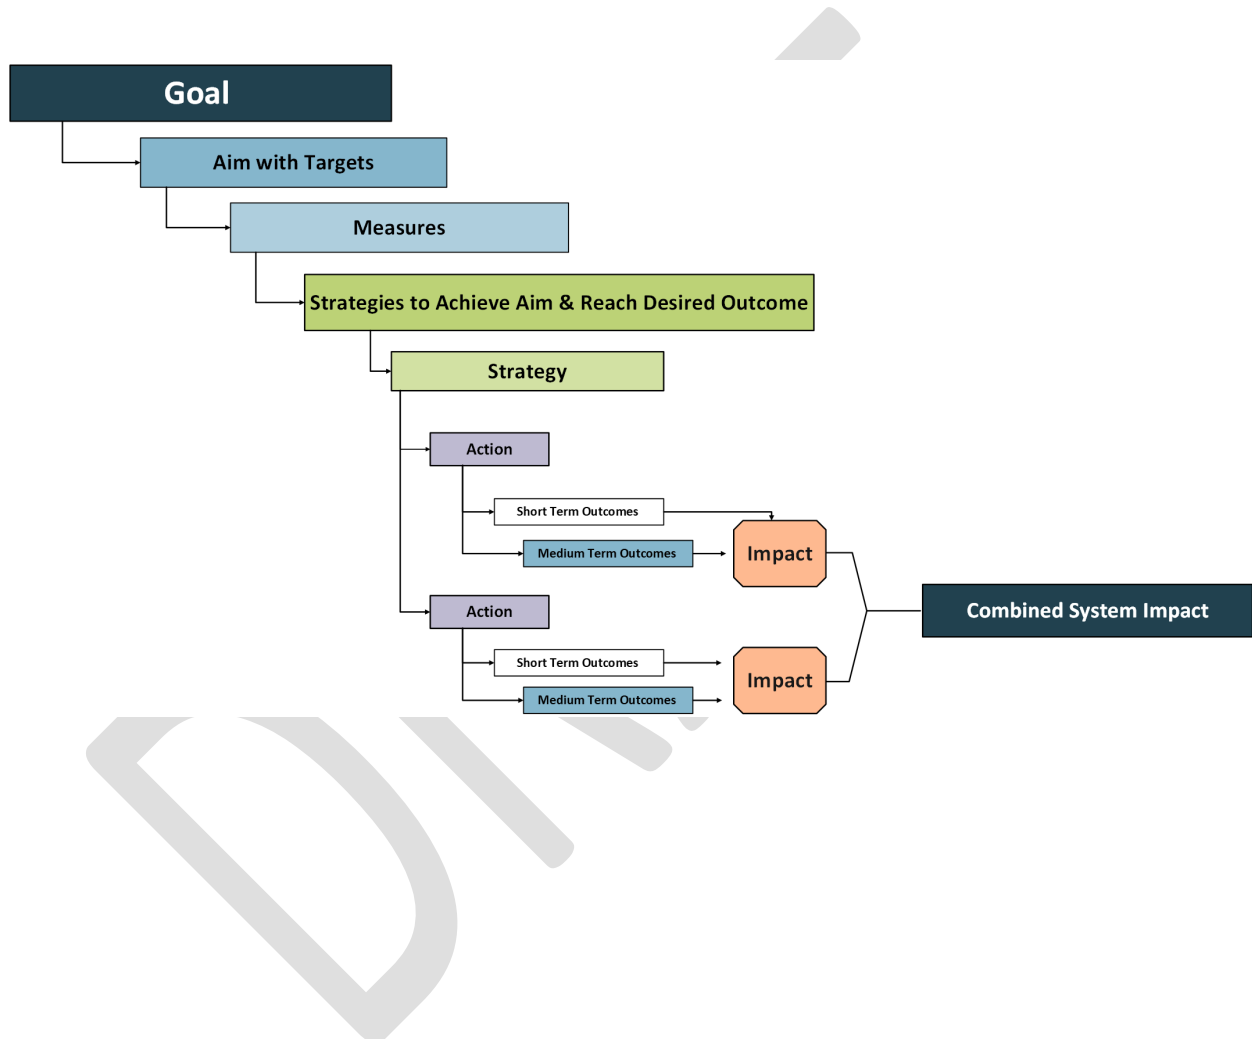 Goal
Aim with Targets
Measures
Strategies to Achieve Aim & Reach Desired Outcome
Strategy
Action
Short Term Outcomes
Medium Term Outcomes
Impact
Action
Short Term Outcomes
Medium Term Outcomes
Impact
Combined System Impact